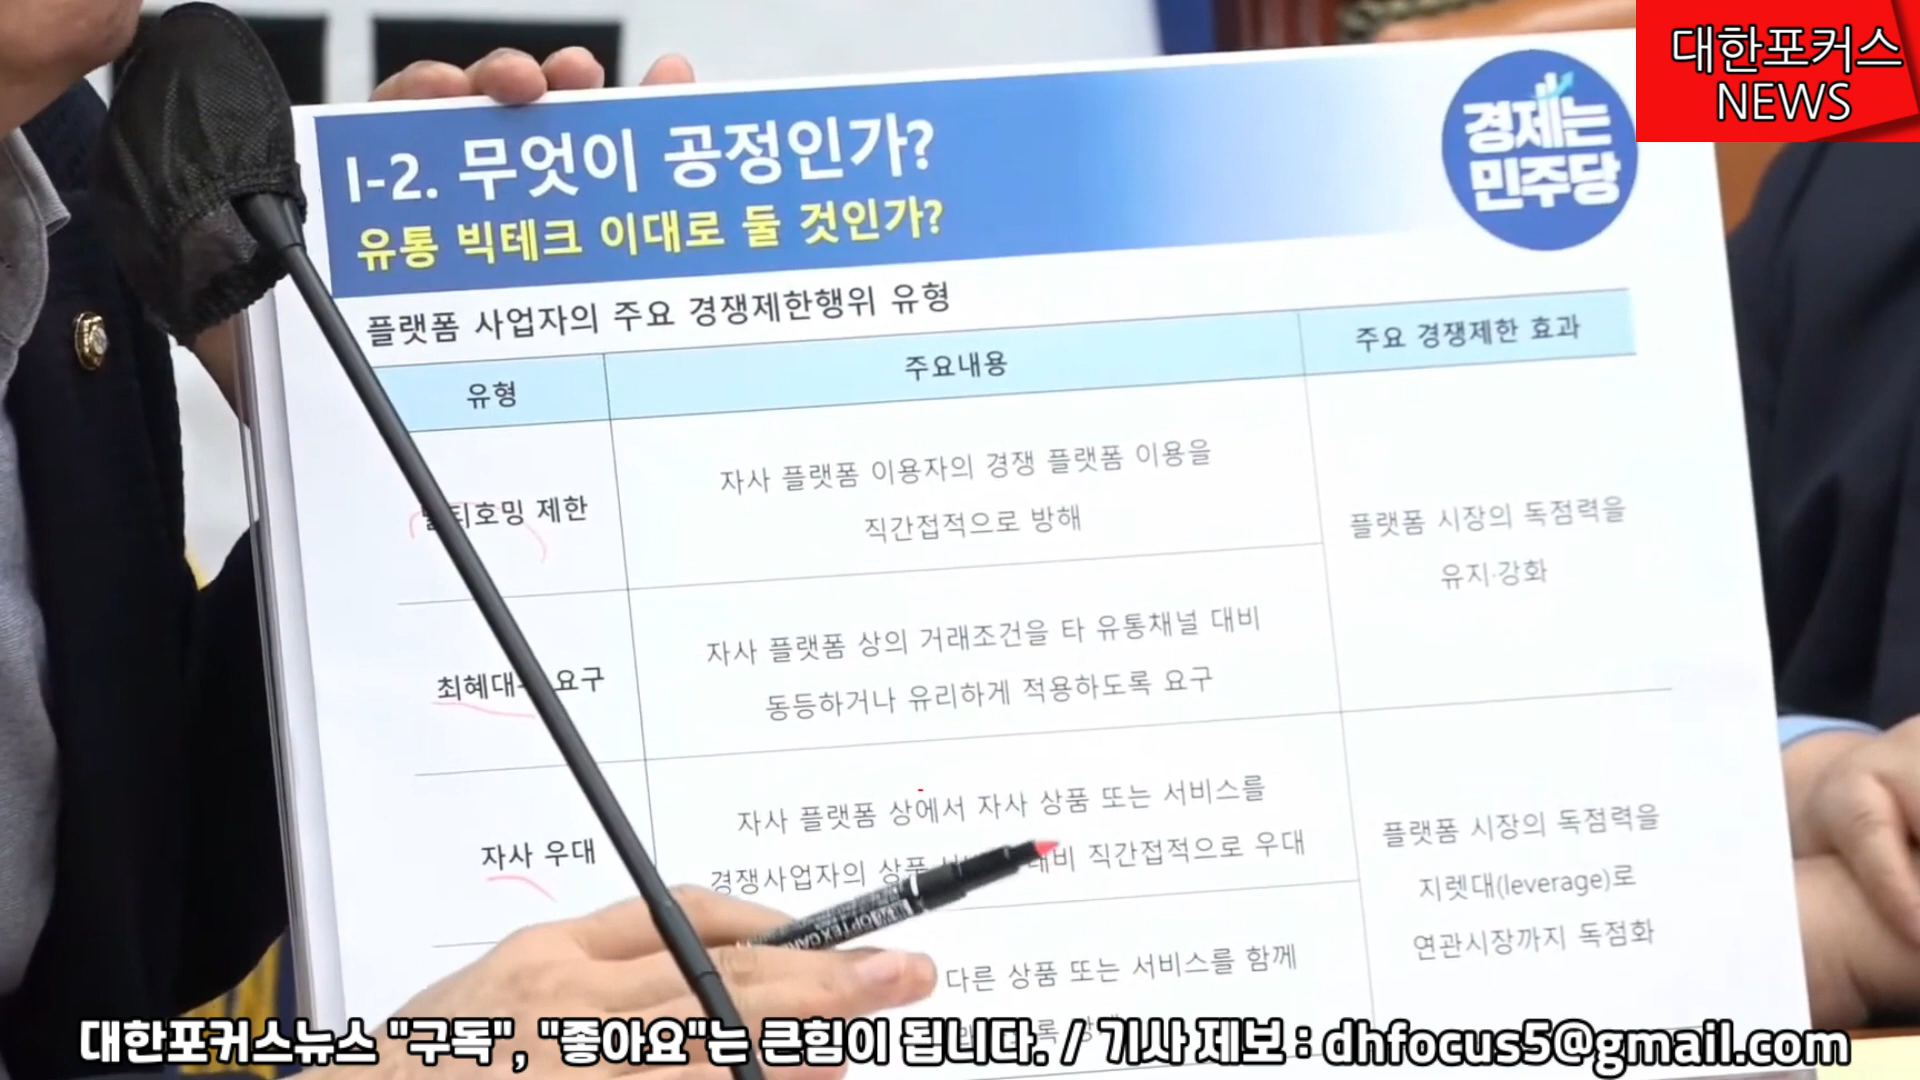 대한포커스
NEWS
I-2. 무엇이 공정인가?
유통 빅테크 이대로 둘 것인가?
경제는
민주당
플랫폼 사업자의 주요 경쟁제한행위 유형
유형
주요내용
주요 경쟁제한 효과
티호밍 제한
자사 플랫폼 이용자의 경쟁 플랫폼 이용을
직간접적으로 방해
플랫폼 시장의 독점력을
유지·강화
최혜대 요구
자사 플랫폼 상의 거래조건을 타 유통채널 대비
동등하거나 유리하게 적용하도록 요구
자사 우대
자사 플랫폼 상에서 자사 상품 또는 서비스를
경쟁사업자의 상품 대비 직간접적으로 우대
플랫폼 시장의 독점력을
지렛대(leverage)로
연관시장까지 독점화
다른 상품 또는 서비스를 함께
대한포커스뉴스 "구독", "좋아요"는 큰힘이 됩니다. / 기사 제보 : dhfocus5@gmail.com